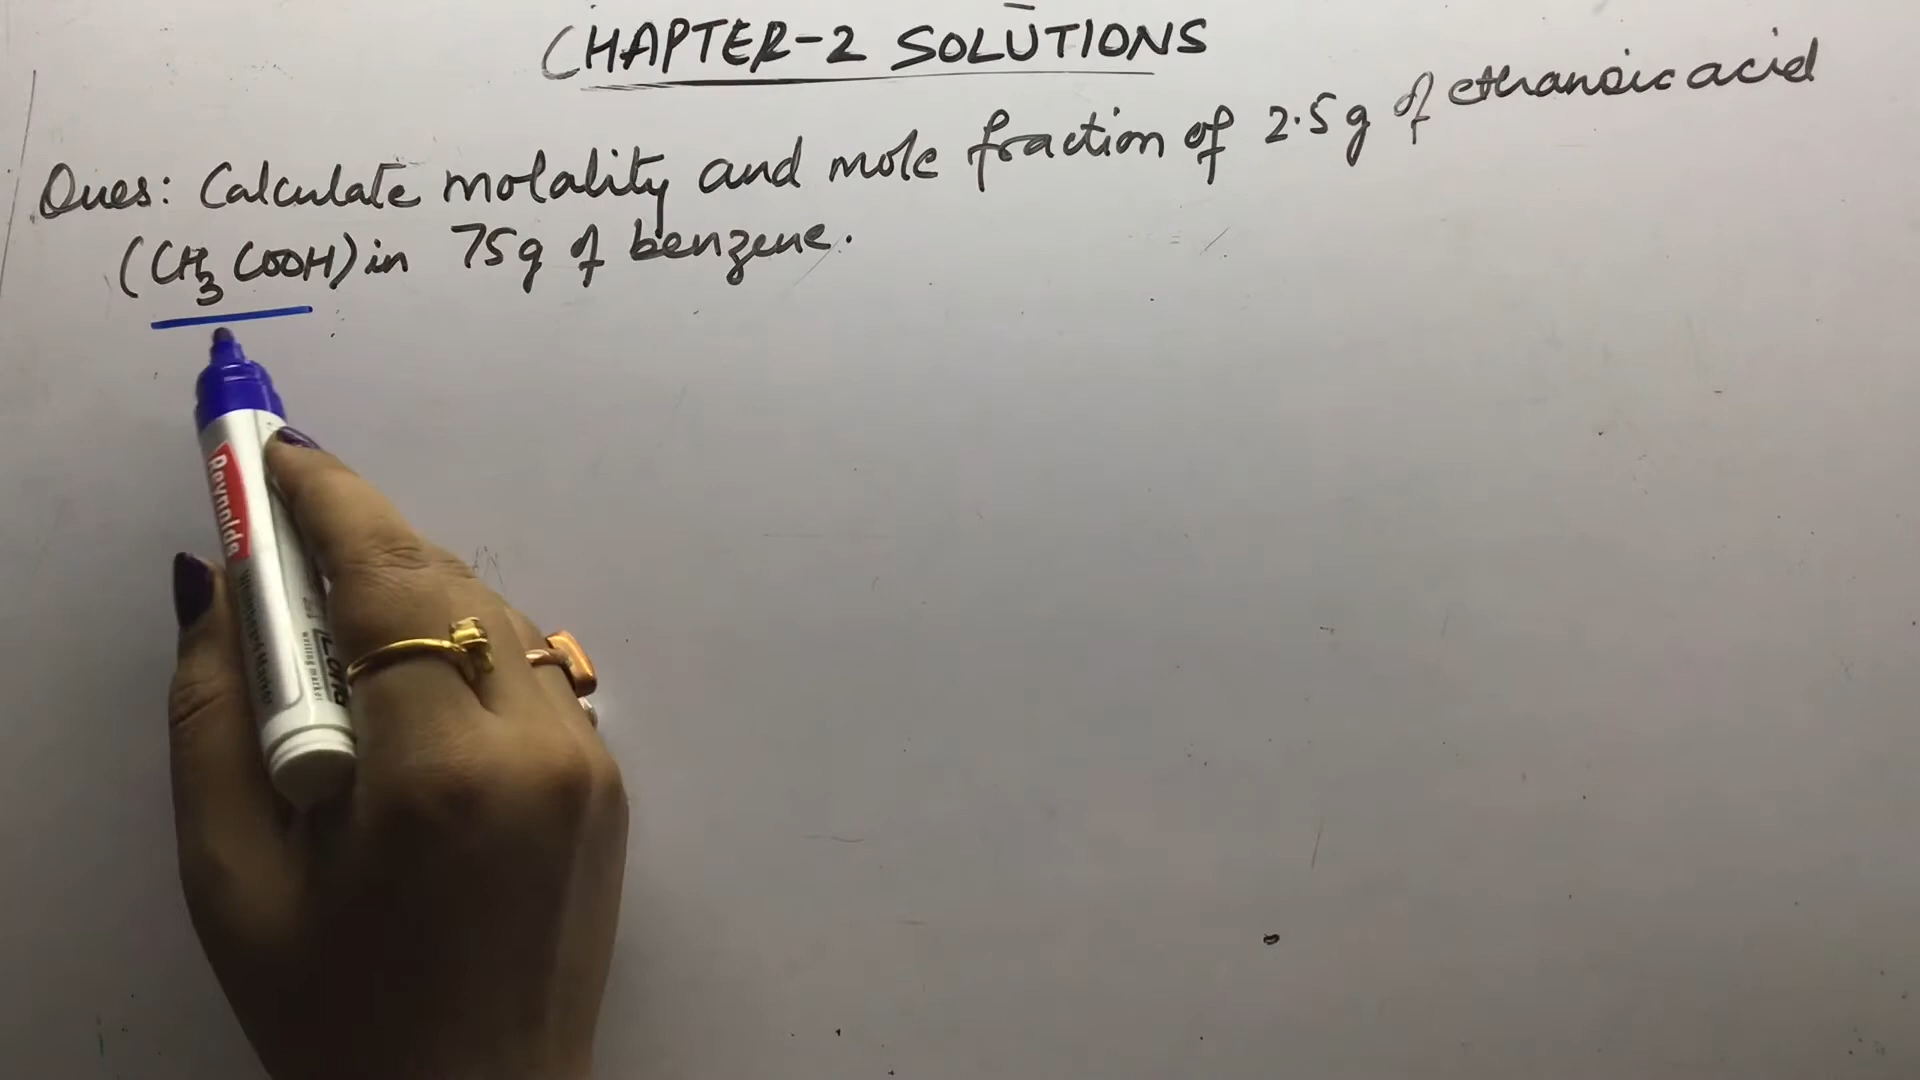 CHAPTER-2 SOLUTIONS
Ques: Calculate molality and mole fraction of 2.5g of ethanoic acid
(CH3COOH) in 75g of benzene.
Reynolds